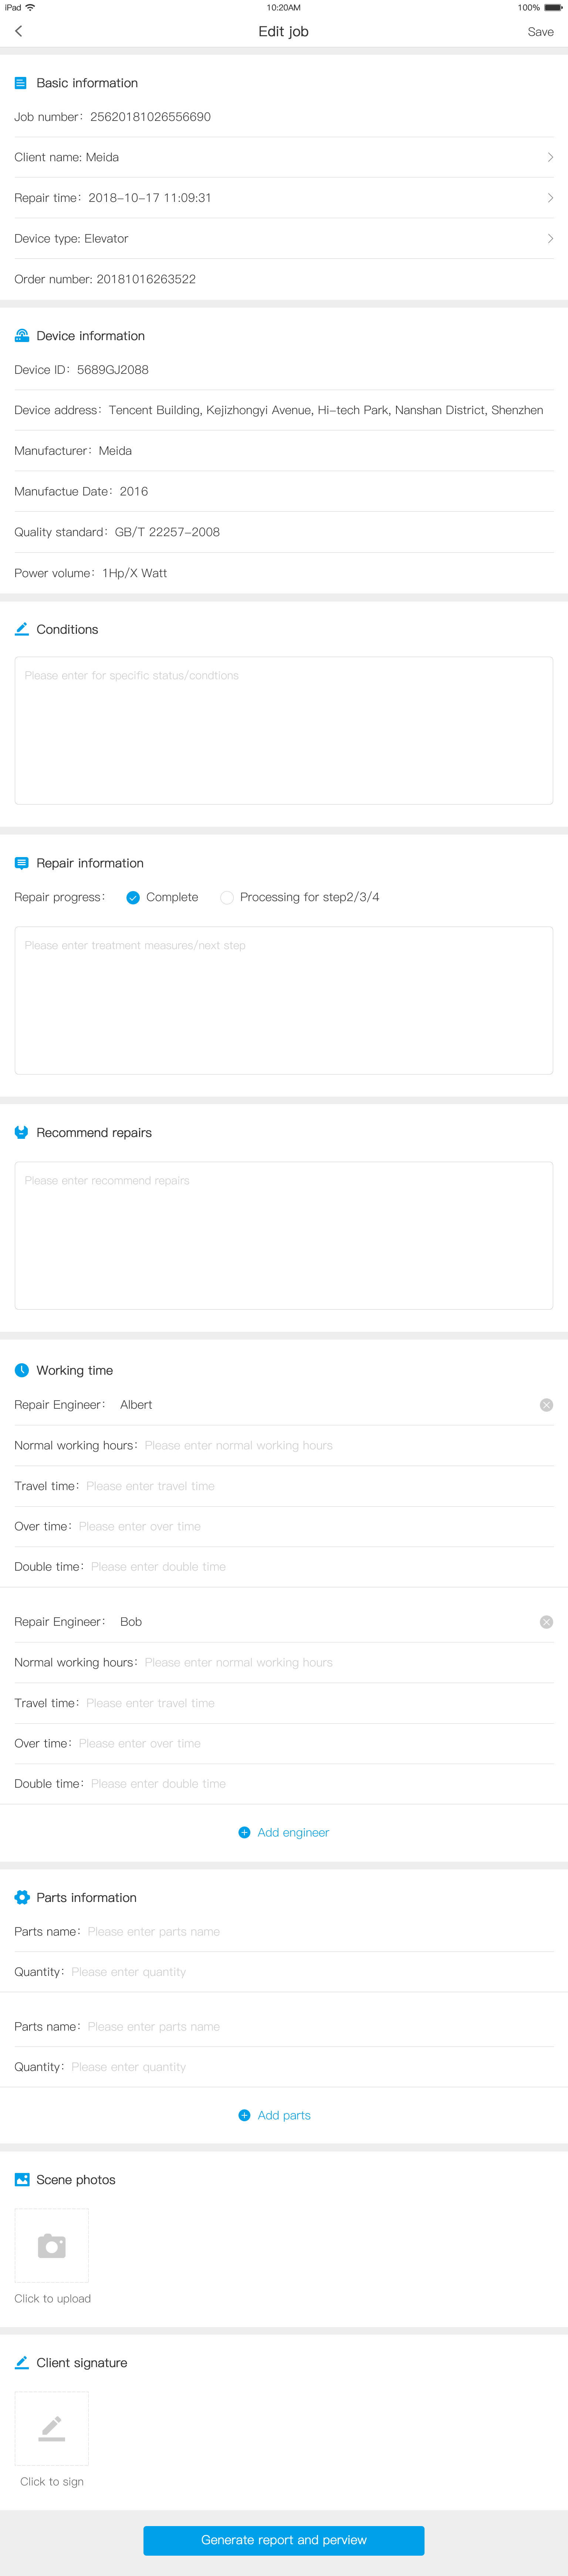 iPad 10:20AM 100%
Edit job Save
Basic information
Job number： 25620181026556690
Client name: Meida
Repair time： 2018-10-17 11:09:31
Device type: Elevator
Order number: 20181016263522
Device information
Device ID： 5689GJ2088
Device address： Tencent Building, Kejizhongyi Avenue, Hi-tech Park, Nanshan District, Shenzhen
Manufacturer： Meida
Manufactue Date： 2016
Quality standard： GB/T 22257-2008
Power volume： 1Hp/X Watt
Conditions
Please enter for specific status/condtions
Repair information
Repair progress： Complete Processing for step2/3/4
Please enter treatment measures/next step
Recommend repairs
Please enter recommend repairs
Working time
Repair Engineer： Albert
Normal working hours： Please enter normal working hours
Travel time： Please enter travel time
Over time： Please enter over time
Double time： Please enter double time
Repair Engineer： Bob
Normal working hours： Please enter normal working hours
Travel time： Please enter travel time
Over time： Please enter over time
Double time： Please enter double time
Add engineer
Parts information
Parts name： Please enter parts name
Quantity： Please enter quantity
Parts name： Please enter parts name
Quantity： Please enter quantity
Add parts
Scene photos
Click to upload
Client signature
Click to sign
Generate report and perview